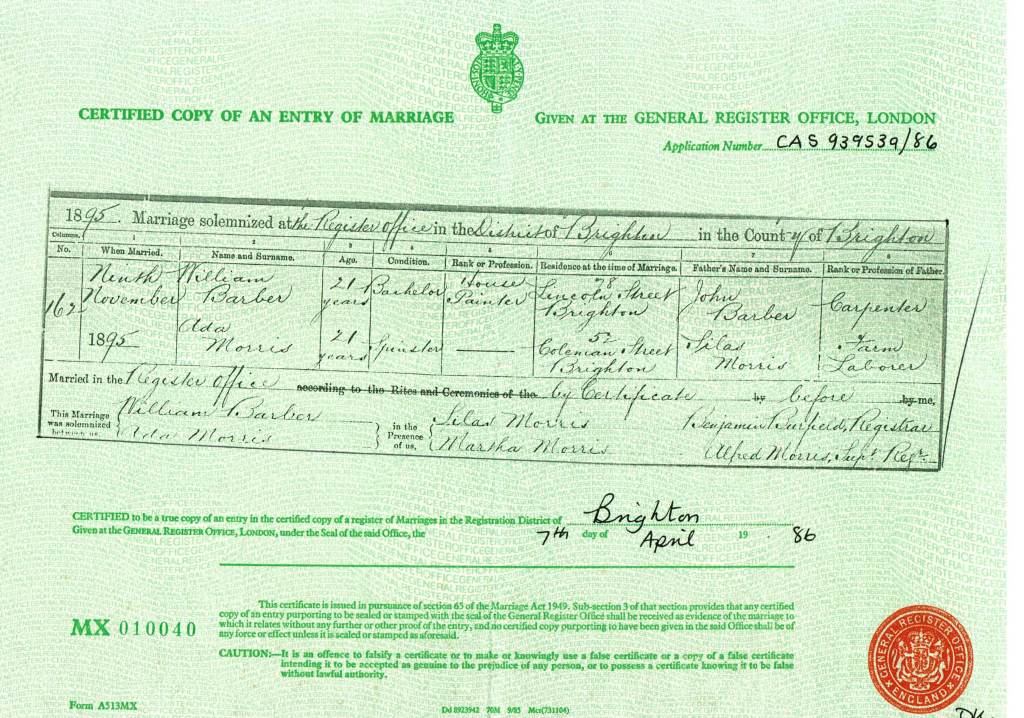 CERTIFIED COPY OF AN ENTRY OF MARRIAGE
GIVEN AT THE GENERAL REGISTER OFFICE, LONDON
Application Number CAS 939539/86
1895. Marriage solemnized at the Register office in the District of Brighton in the County of Brighton
Columns. 1 2 3 4 5 6 7 8
No. When Married. Name and Surname. Age. Condition. Rank or Profession. Residence at the time of Marriage. Father's Name and Surname. Rank or Profession of Father.
162 Ninth November 1895 William Barber 21 years Bachelor House Painter 28 Lincoln Street Brighton John Barber Carpenter
Ada Morris 21 years Spinster — 52 Coleman Street Brighton Silas Morris Farm Laborer
Married in the Register office according to the Rites and Ceremonies of the by Certificate by before by me,
This Marriage was solemnized between us, William Barber Ada Morris in the Presence of us, Silas Morris Martha Morris Benjamin Burfield, Registrar
Alfred Morris, Supt Regr
CERTIFIED to be a true copy of an entry in the certified copy of a register of Marriages in the Registration District of Brighton
Given at the GENERAL REGISTER OFFICE, LONDON, under the Seal of the said Office, the 7th day of April 19 86
This certificate is issued in pursuance of section 65 of the Marriage Act 1949. Sub-section 3 of that section provides that any certified
copy of an entry purporting to be sealed or stamped with the seal of the General Register Office shall be received as evidence of the marriage to
which it relates without any further or other proof of the entry, and no certified copy purporting to have been given in the said Office shall be of
any force or effect unless it is sealed or stamped as aforesaid.
MX 010040
CAUTION:—It is an offence to falsify a certificate or to make or knowingly use a false certificate or a copy of a false certificate
intending it to be accepted as genuine to the prejudice of any person, or to possess a certificate knowing it to be false
without lawful authority.
GENERAL REGISTER OFFICE
ENGLAND
Form A513MX
Dd 8923942 70M 9/85 Mcr(731104)